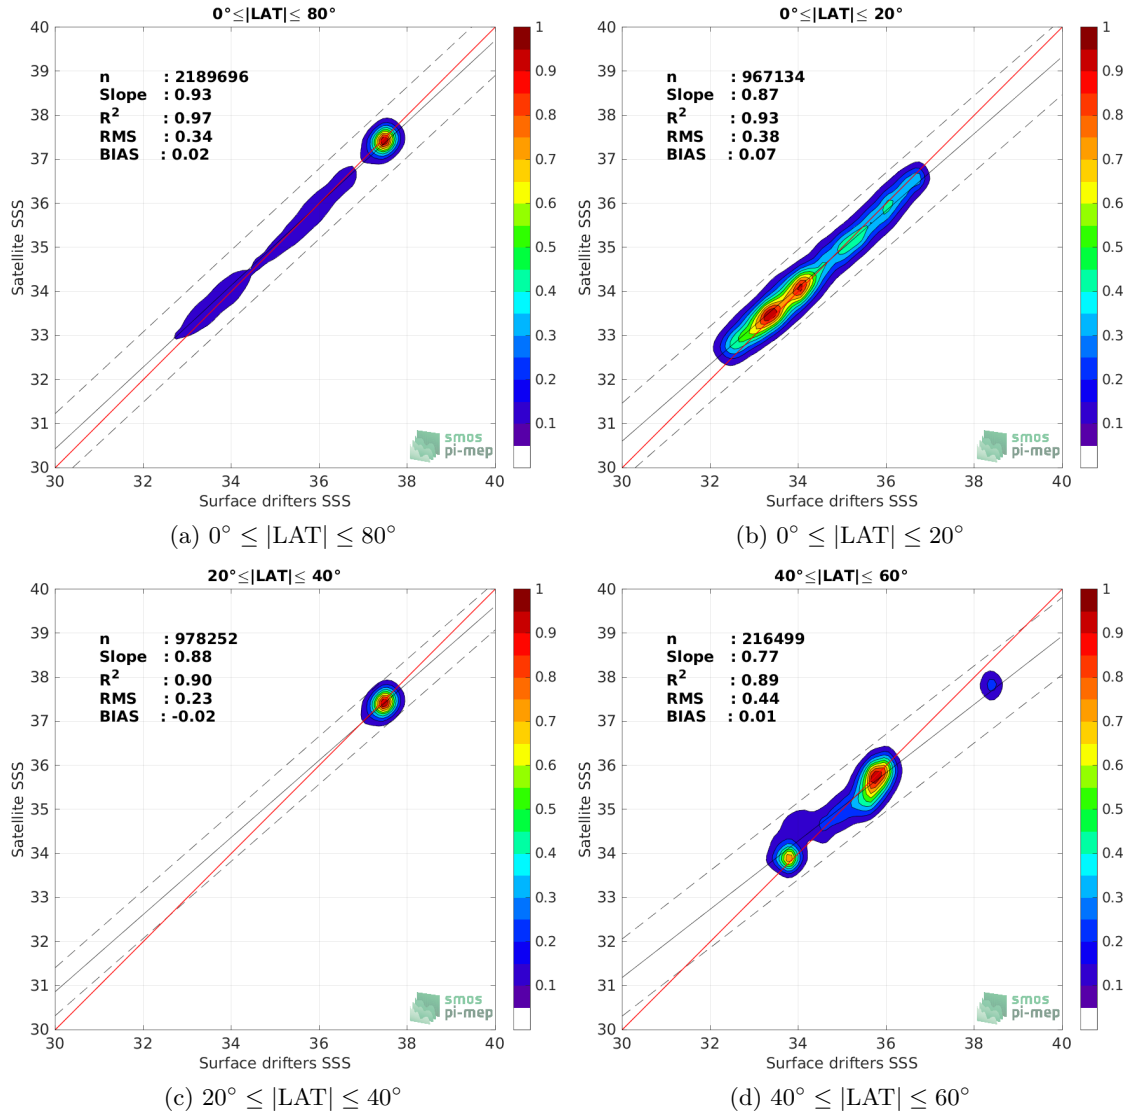 0°≤|LAT|≤ 80°
n : 2189696
Slope : 0.93
R² : 0.97
RMS : 0.34
BIAS : 0.02
Satellite SSS
40
39
38
37
36
35
34
33
32
31
30
30 32 34 36 38 40
Surface drifters SSS
1
0.9
0.8
0.7
0.6
0.5
0.4
0.3
0.2
0.1
smos
pi-mep
(a) 0° ≤ |LAT| ≤ 80°
0°≤|LAT|≤ 20°
n : 967134
Slope : 0.87
R² : 0.93
RMS : 0.38
BIAS : 0.07
Satellite SSS
40
39
38
37
36
35
34
33
32
31
30
30 32 34 36 38 40
Surface drifters SSS
1
0.9
0.8
0.7
0.6
0.5
0.4
0.3
0.2
0.1
smos
pi-mep
(b) 0° ≤ |LAT| ≤ 20°
20°≤|LAT|≤ 40°
n : 978252
Slope : 0.88
R² : 0.90
RMS : 0.23
BIAS : -0.02
Satellite SSS
40
39
38
37
36
35
34
33
32
31
30
30 32 34 36 38 40
Surface drifters SSS
1
0.9
0.8
0.7
0.6
0.5
0.4
0.3
0.2
0.1
smos
pi-mep
(c) 20° ≤ |LAT| ≤ 40°
40°≤|LAT|≤ 60°
n : 216499
Slope : 0.77
R² : 0.89
RMS : 0.44
BIAS : 0.01
Satellite SSS
40
39
38
37
36
35
34
33
32
31
30
30 32 34 36 38 40
Surface drifters SSS
1
0.9
0.8
0.7
0.6
0.5
0.4
0.3
0.2
0.1
smos
pi-mep
(d) 40° ≤ |LAT| ≤ 60°